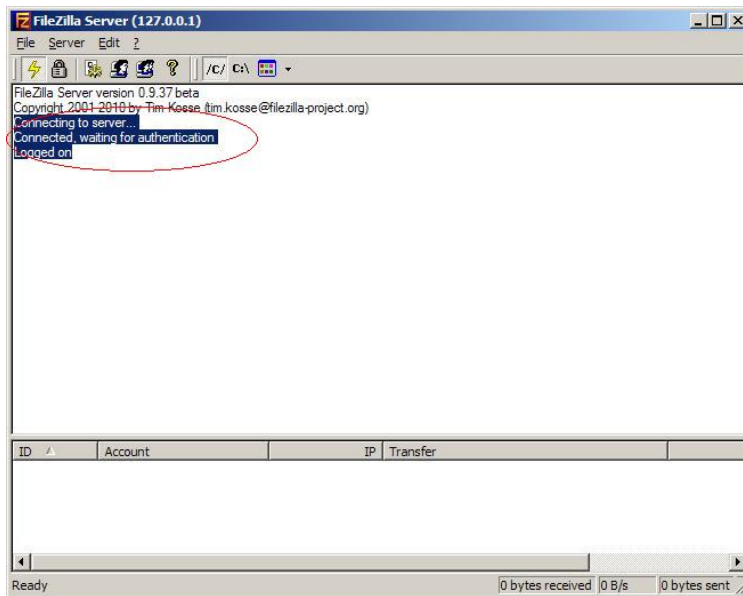 FileZilla Server (127.0.0.1)
File Server Edit ?
/C/ C:\
FileZilla Server version 0.9.37 beta
Copyright 2001-2010 by Tim Kosse (tim.kosse@filezilla-project.org)
Connecting to server...
Connected, waiting for authentication
Logged on
ID Account IP Transfer
Ready 0 bytes received 0 B/s 0 bytes sent